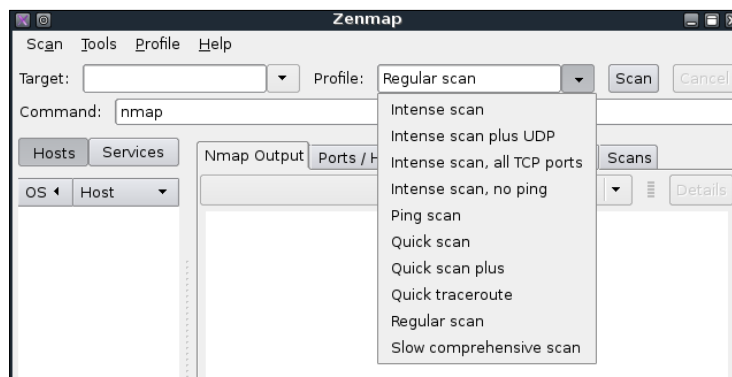 Zenmap
Scan Tools Profile Help
Target: Profile: Regular scan Scan Cancel
Command: nmap
Hosts Services
OS Host
Nmap Output Ports / H Scans
Details
Intense scan
Intense scan plus UDP
Intense scan, all TCP ports
Intense scan, no ping
Ping scan
Quick scan
Quick scan plus
Quick traceroute
Regular scan
Slow comprehensive scan